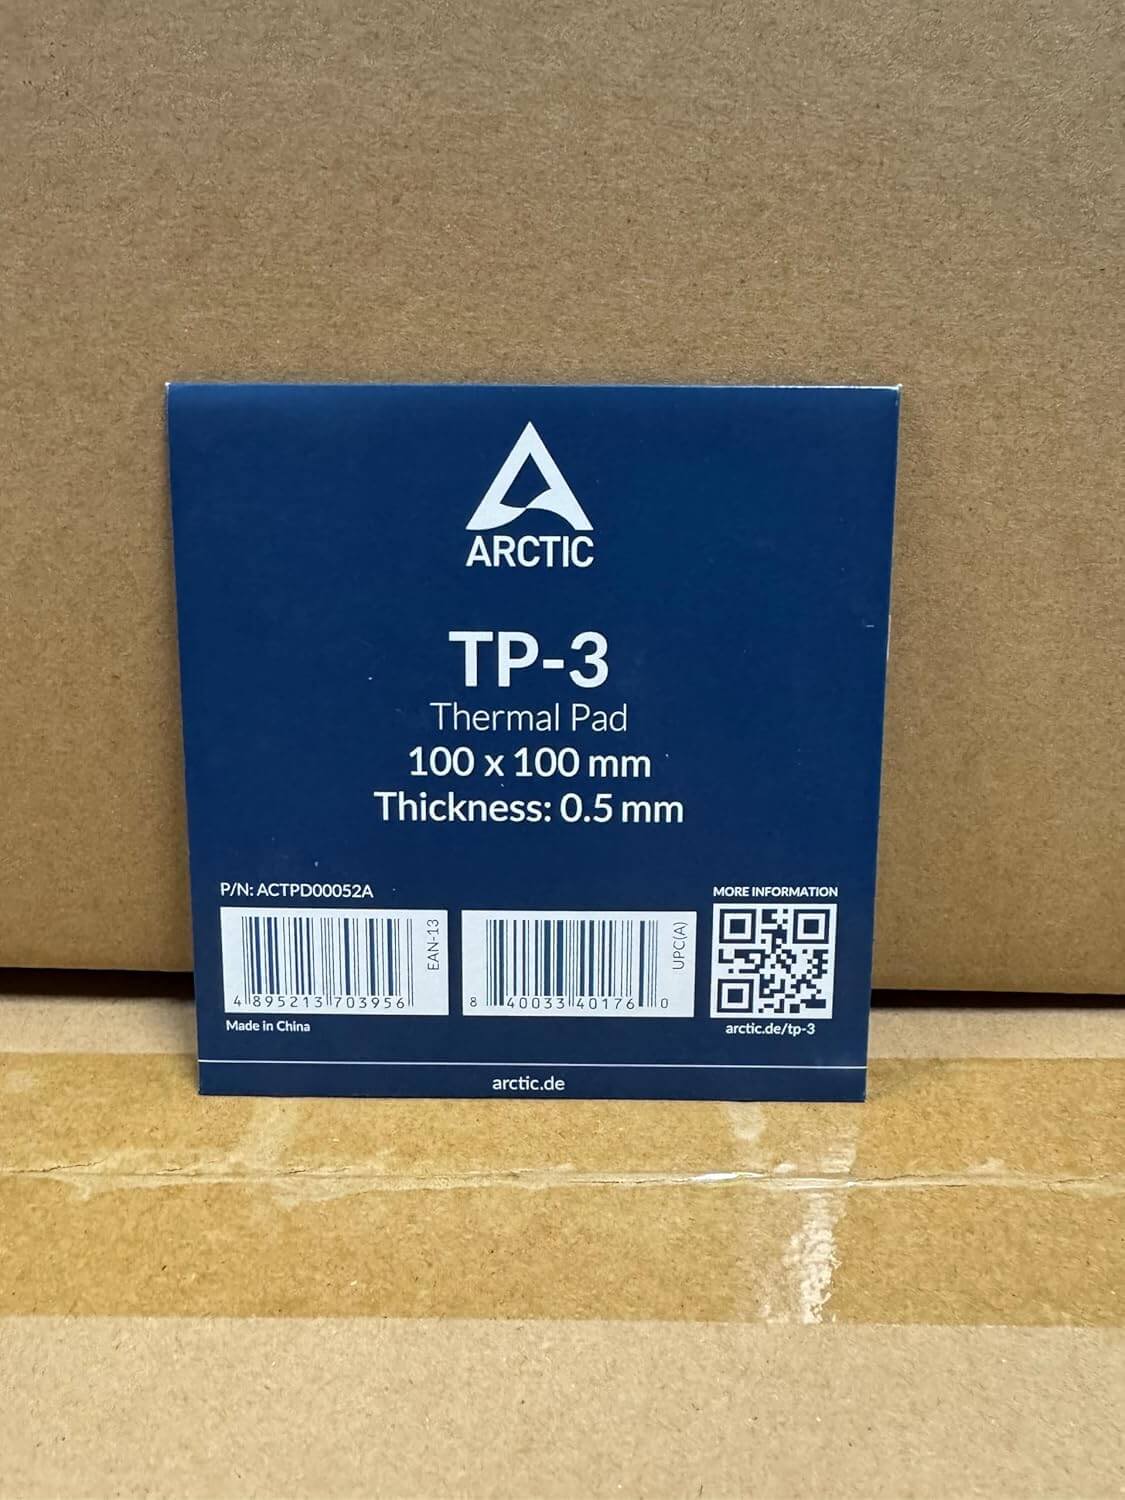 ARCTIC
TP-3
Thermal Pad
100 x 100 mm
Thickness: 0.5 mm
P/N: ACTPD00052A
MORE INFORMATION
EAN-13
4 895213 703956
UPC(A)
8 40033 40176 0
Made in China
arctic.de/tp-3
arctic.de